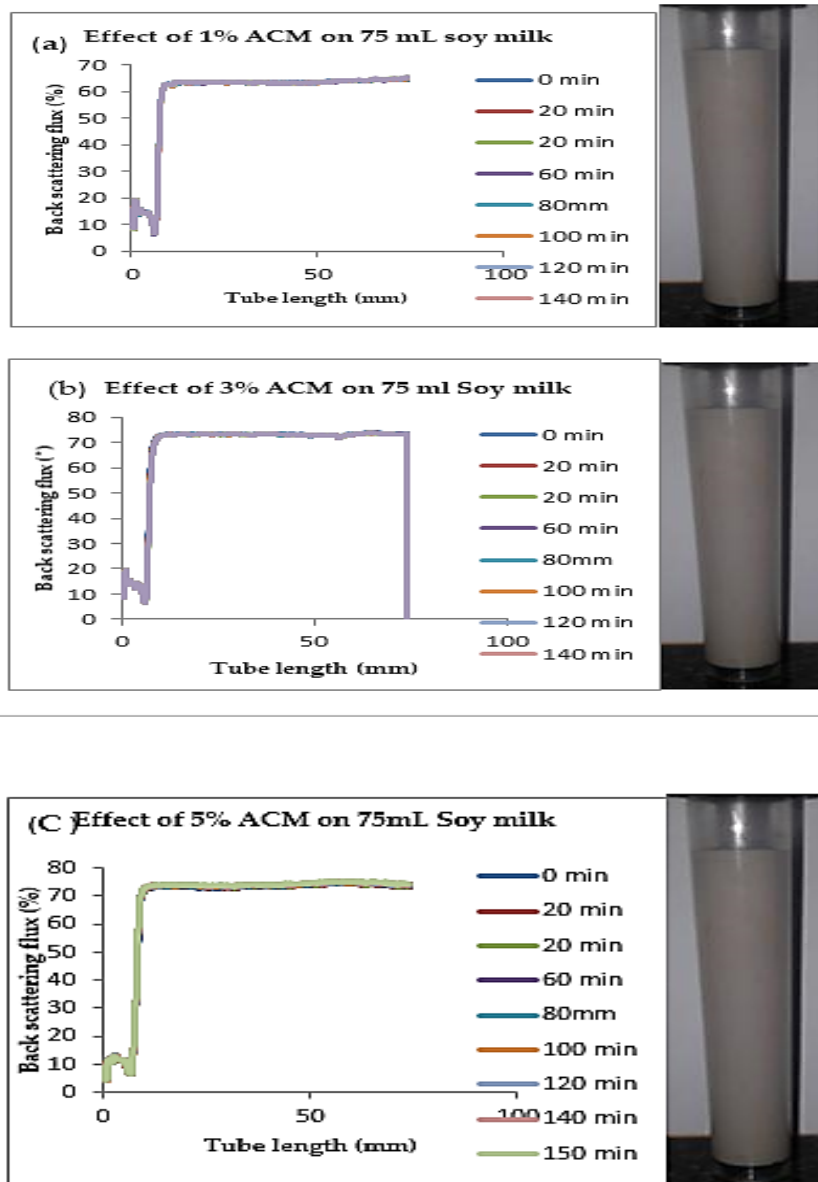 (a) Effect of 1% ACM on 75 mL soy milk
Back scattering flux (%)
70
60
50
40
30
20
10
0
0 50 100
Tube length (mm)
0 min
20 min
20 min
60 min
80mm
100 min
120 min
140 min
(b) Effect of 3% ACM on 75 ml Soy milk
Back scattering flux (*)
80
70
60
50
40
30
20
10
0
0 50 100
Tube length (mm)
0 min
20 min
20 min
60 min
80mm
100 min
120 min
140 min
(C) Effect of 5% ACM on 75mL Soy milk
Back scattering flux (%)
80
70
60
50
40
30
20
10
0
0 50 100
Tube length (mm)
0 min
20 min
20 min
60 min
80mm
100 min
120 min
140 min
150 min